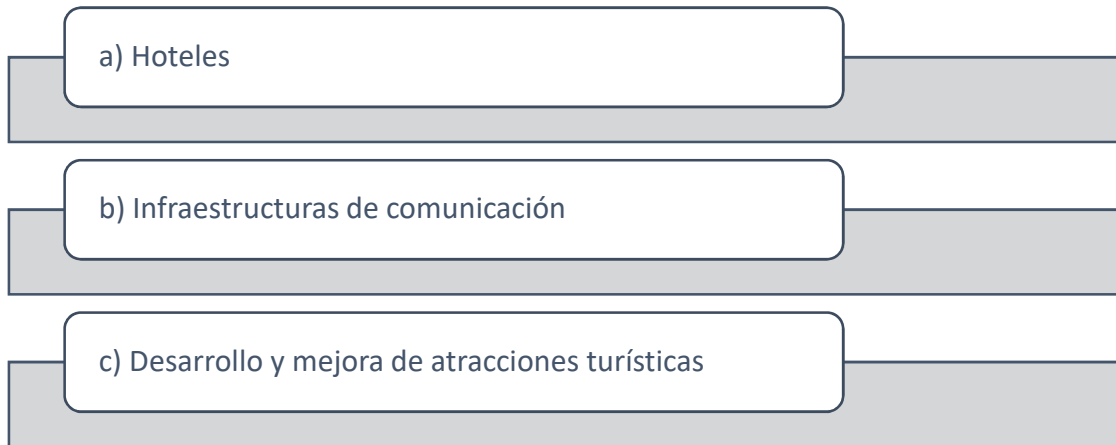 a) Hoteles
b) Infraestructuras de comunicación
c) Desarrollo y mejora de atracciones turísticas